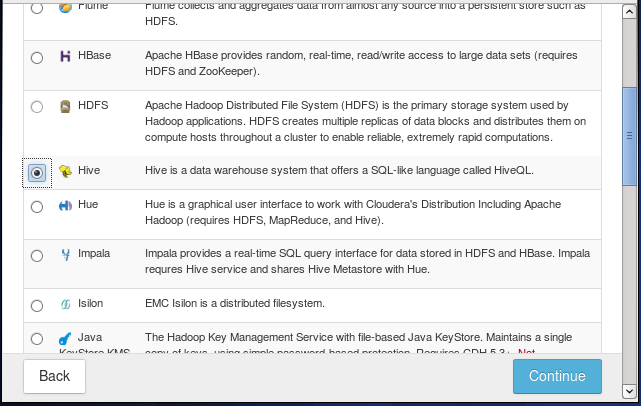 Flume
Flume collects and aggregates data from almost any source into a persistent store such as
HDFS.
HBase
Apache HBase provides random, real-time, read/write access to large data sets (requires
HDFS and ZooKeeper).
HDFS
Apache Hadoop Distributed File System (HDFS) is the primary storage system used by
Hadoop applications. HDFS creates multiple replicas of data blocks and distributes them on
compute hosts throughout a cluster to enable reliable, extremely rapid computations.
Hive
Hive is a data warehouse system that offers a SQL-like language called HiveQL.
Hue
Hue is a graphical user interface to work with Cloudera's Distribution Including Apache
Hadoop (requires HDFS, MapReduce, and Hive).
Impala
Impala provides a real-time SQL query interface for data stored in HDFS and HBase. Impala
requres Hive service and shares Hive Metastore with Hue.
Isilon
EMC Isilon is a distributed filesystem.
Java
KeyStore KMS
The Hadoop Key Management Service with file-based Java KeyStore. Maintains a single
copy of keys, using simple password-based protection. Requires CDH 5.3+. Not
Back
Continue